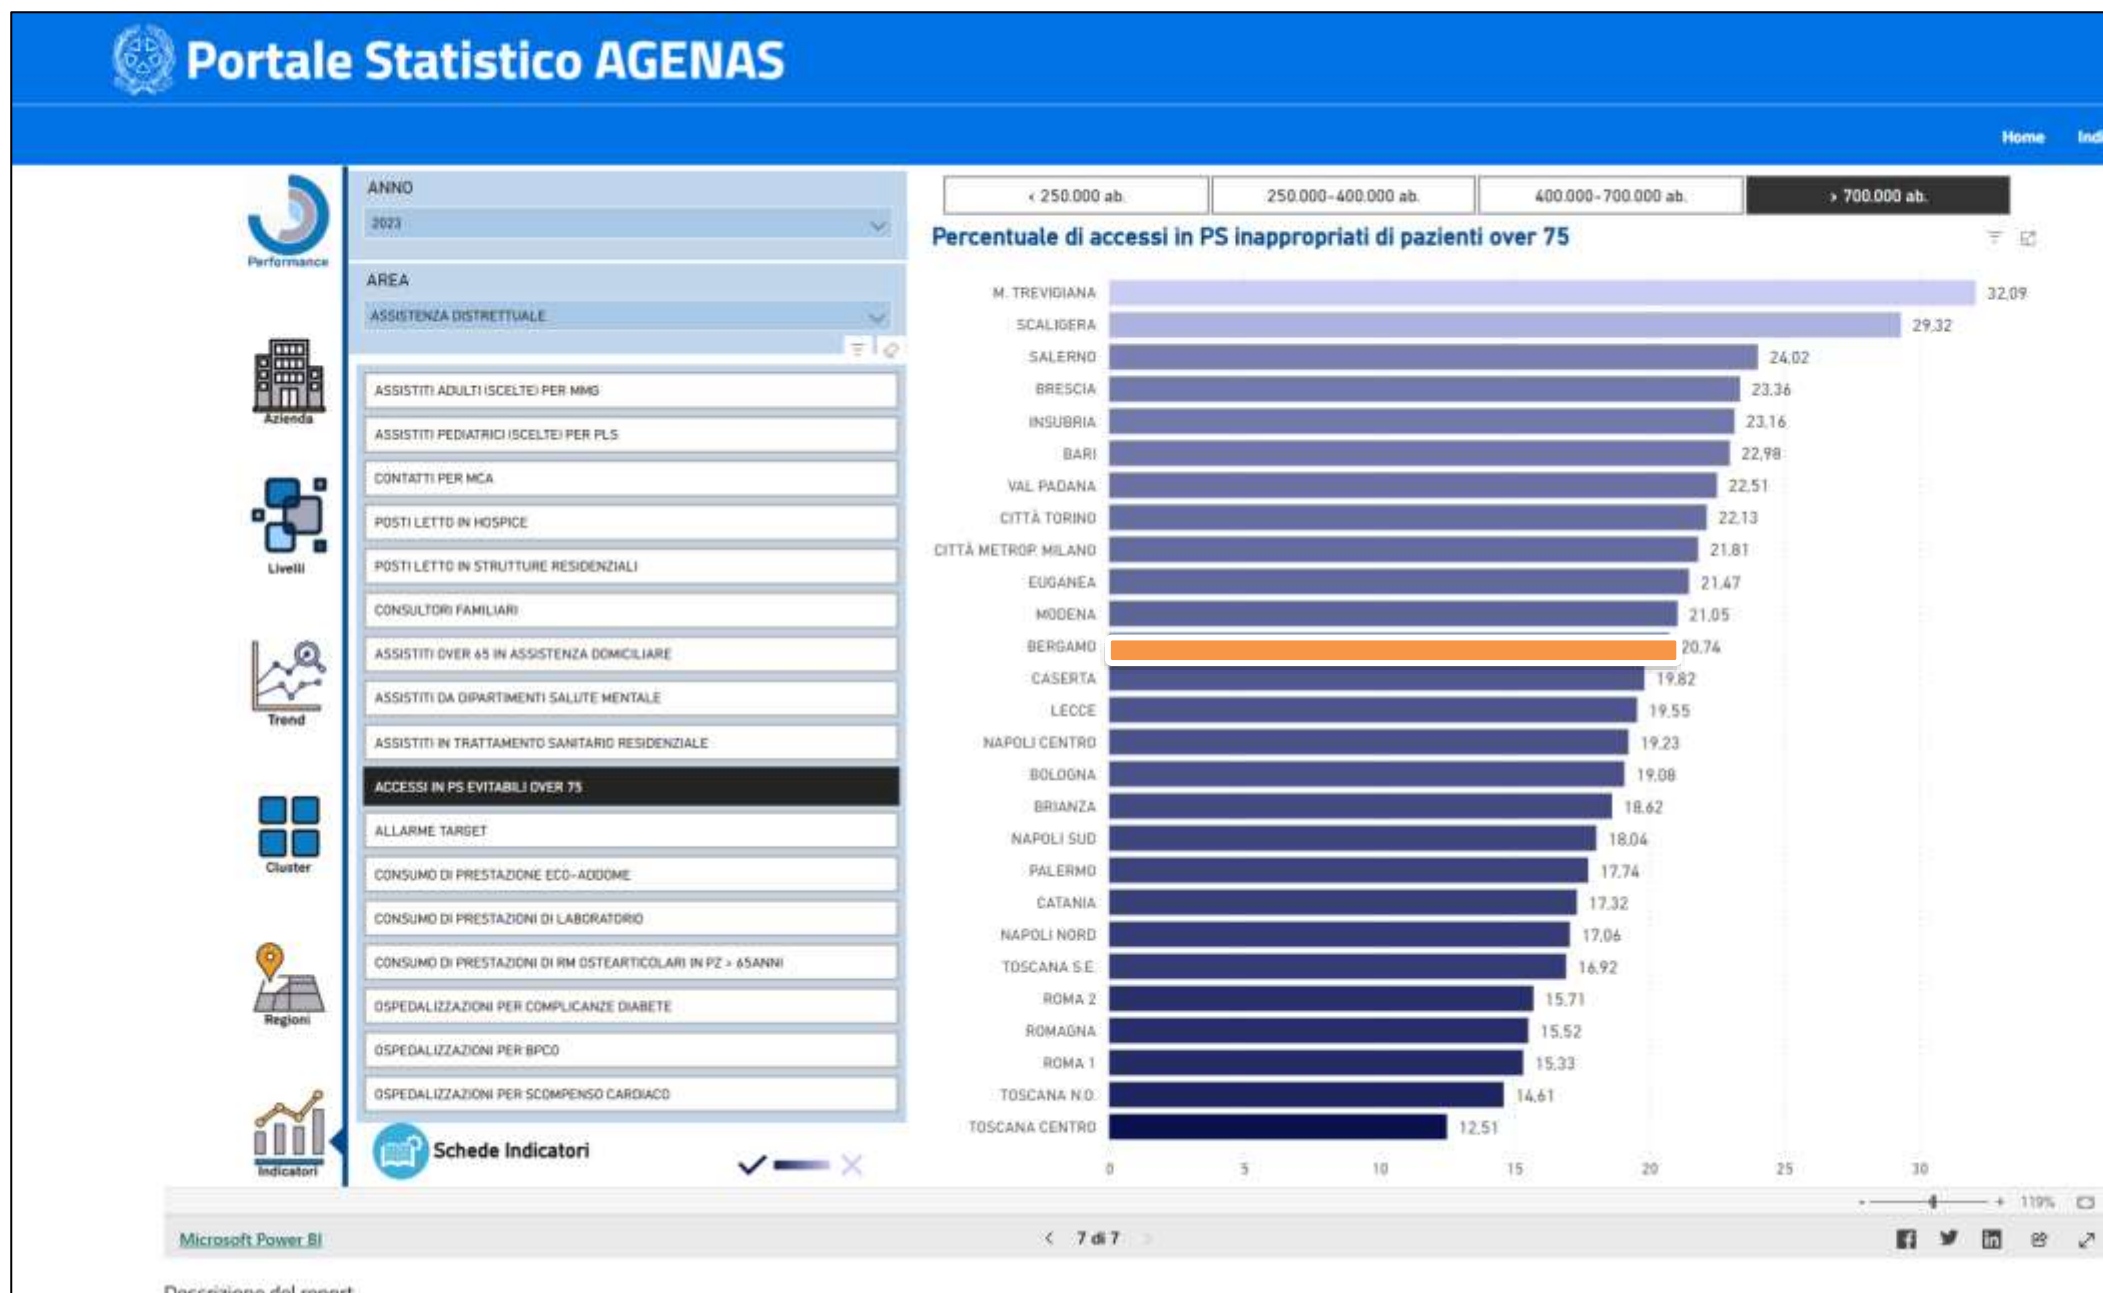 Portale Statistico AGENAS
Home
Performance
Azienda
Livelli
Trend
Cluster
Regioni
Indicatori
ANNO
2023
AREA
ASSISTENZA DISTRETTUALE
ASSISTITI ADULTI (SCELTE) PER MMG
ASSISTITI PEDIATRICI (SCELTE) PER PLS
CONTATTI PER MCA
POSTI LETTO IN HOSPICE
POSTI LETTO IN STRUTTURE RESIDENZIALI
CONSULTORI FAMILIARI
ASSISTITI OVER 65 IN ASSISTENZA DOMICILIARE
ASSISTITI DA DIPARTIMENTI SALUTE MENTALE
ASSISTITI IN TRATTAMENTO SANITARIO RESIDENZIALE
ACCESSI IN PS EVITABILI OVER 75
ALLARME TARGET
CONSUMO DI PRESTAZIONE ECO-ADDOME
CONSUMO DI PRESTAZIONI DI LABORATORIO
CONSUMO DI PRESTAZIONI DI RM OSTEARTICOLARI IN PZ > 65ANNI
OSPEDALIZZAZIONI PER COMPLICANZE DIABETE
OSPEDALIZZAZIONI PER BPCO
OSPEDALIZZAZIONI PER SCOMPENSO CARDIACO
Schede Indicatori
< 250.000 ab. 250.000-400.000 ab. 400.000-700.000 ab. > 700.000 ab.
Percentuale di accessi in PS inappropriati di pazienti over 75
M. TREVIGIANA 32,09
SCALIGERA 29,32
SALERNO 24,02
BRESCIA 23,36
INSUBRIA 23,16
BARI 22,98
VAL PADANA 22,51
CITTÀ TORINO 22,13
CITTÀ METROP. MILANO 21,81
EUGANEA 21,47
MODENA 21,05
BERGAMO 20,74
CASERTA 19,82
LECCE 19,55
NAPOLI CENTRO 19,23
BOLOGNA 19,08
BRIANZA 18,62
NAPOLI SUD 18,04
PALERMO 17,74
CATANIA 17,32
NAPOLI NORD 17,06
TOSCANA S.E. 16,92
ROMA 2 15,71
ROMAGNA 15,52
ROMA 1 15,33
TOSCANA N.O. 14,61
TOSCANA CENTRO 12,51
0 5 10 15 20 25 30
- + 119%
Microsoft Power BI < 7 di 7 >